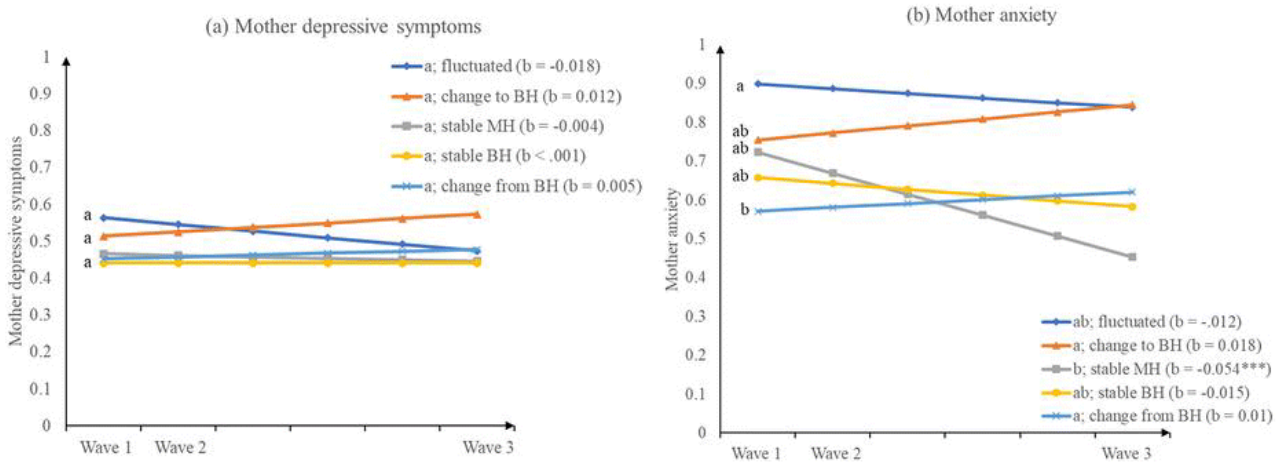 (a) Mother depressive symptoms
Mother depressive symptoms
1
0.9
0.8
0.7
0.6
0.5
0.4
0.3
0.2
0.1
0
a; fluctuated (b = -0.018)
a; change to BH (b = 0.012)
a; stable MH (b = -0.004)
a; stable BH (b < .001)
a; change from BH (b = 0.005)
a
a
a
Wave 1
Wave 2
Wave 3
(b) Mother anxiety
Mother anxiety
1
0.9
0.8
0.7
0.6
0.5
0.4
0.3
0.2
0.1
0
a
ab
ab
ab
b
ab; fluctuated (b = -.012)
a; change to BH (b = 0.018)
b; stable MH (b = -0.054***)
ab; stable BH (b = -0.015)
a; change from BH (b = 0.01)
Wave 1
Wave 2
Wave 3